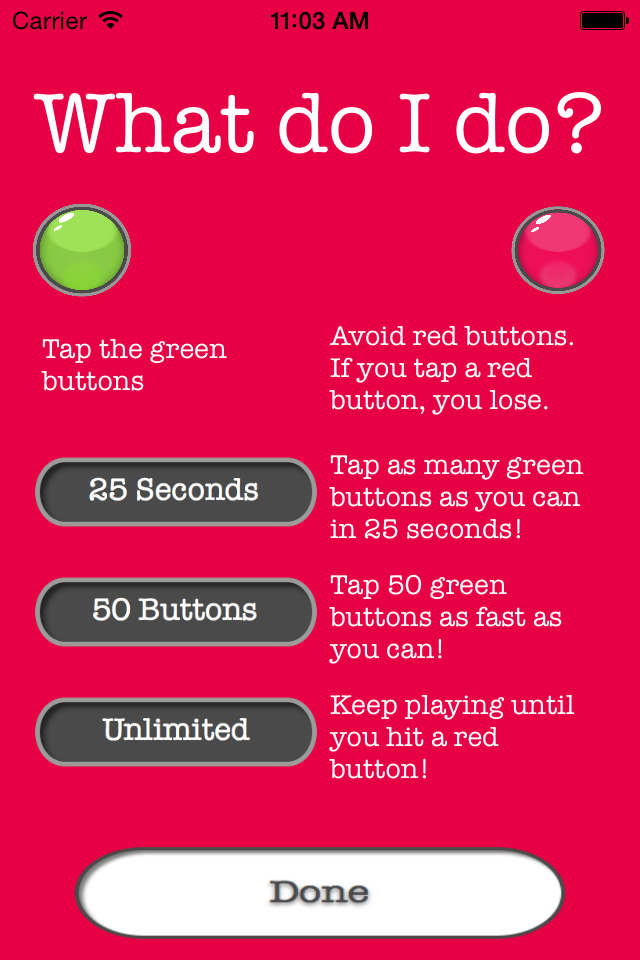 Carrier
11:03 AM
What do I do?
Tap the green
buttons
Avoid red buttons.
If you tap a red
button, you lose.
25 Seconds
Tap as many green
buttons as you can
in 25 seconds!
50 Buttons
Tap 50 green
buttons as fast as
you can!
Unlimited
Keep playing until
you hit a red
button!
Done